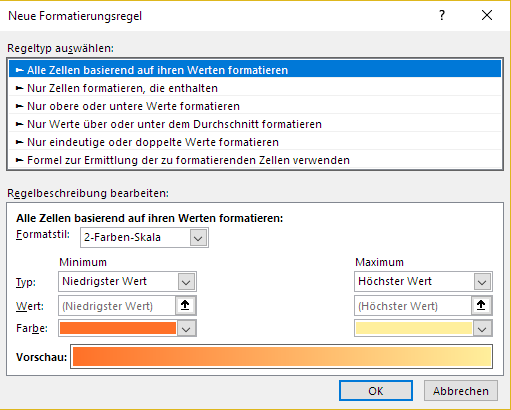 Neue Formatierungsregel ? ×
Regeltyp auswählen:
► Alle Zellen basierend auf ihren Werten formatieren
► Nur Zellen formatieren, die enthalten
► Nur obere oder untere Werte formatieren
► Nur Werte über oder unter dem Durchschnitt formatieren
► Nur eindeutige oder doppelte Werte formatieren
► Formel zur Ermittlung der zu formatierenden Zellen verwenden
Regelbeschreibung bearbeiten:
Alle Zellen basierend auf ihren Werten formatieren:
Formatstil: 2-Farben-Skala
Minimum Maximum
Typ: Niedrigster Wert Höchster Wert
Wert: (Niedrigster Wert) (Höchster Wert)
Farbe:
Vorschau:
OK Abbrechen